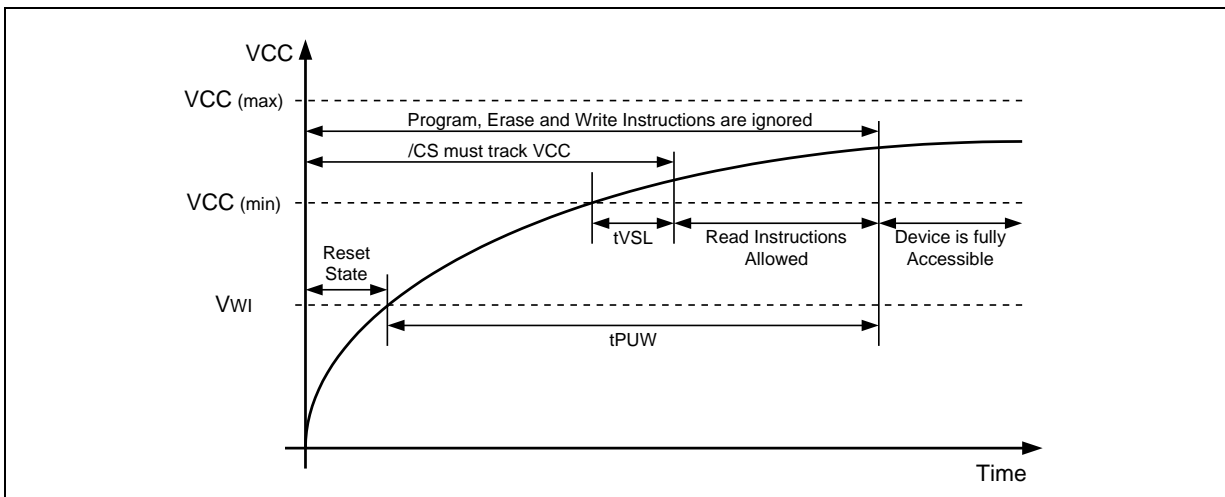 VCC
VCC (max)
Program, Erase and Write Instructions are ignored
/CS must track VCC
VCC (min)
tVSL
Read Instructions
Allowed
Device is fully
Accessible
Reset
State
VWI
tPUW
Time